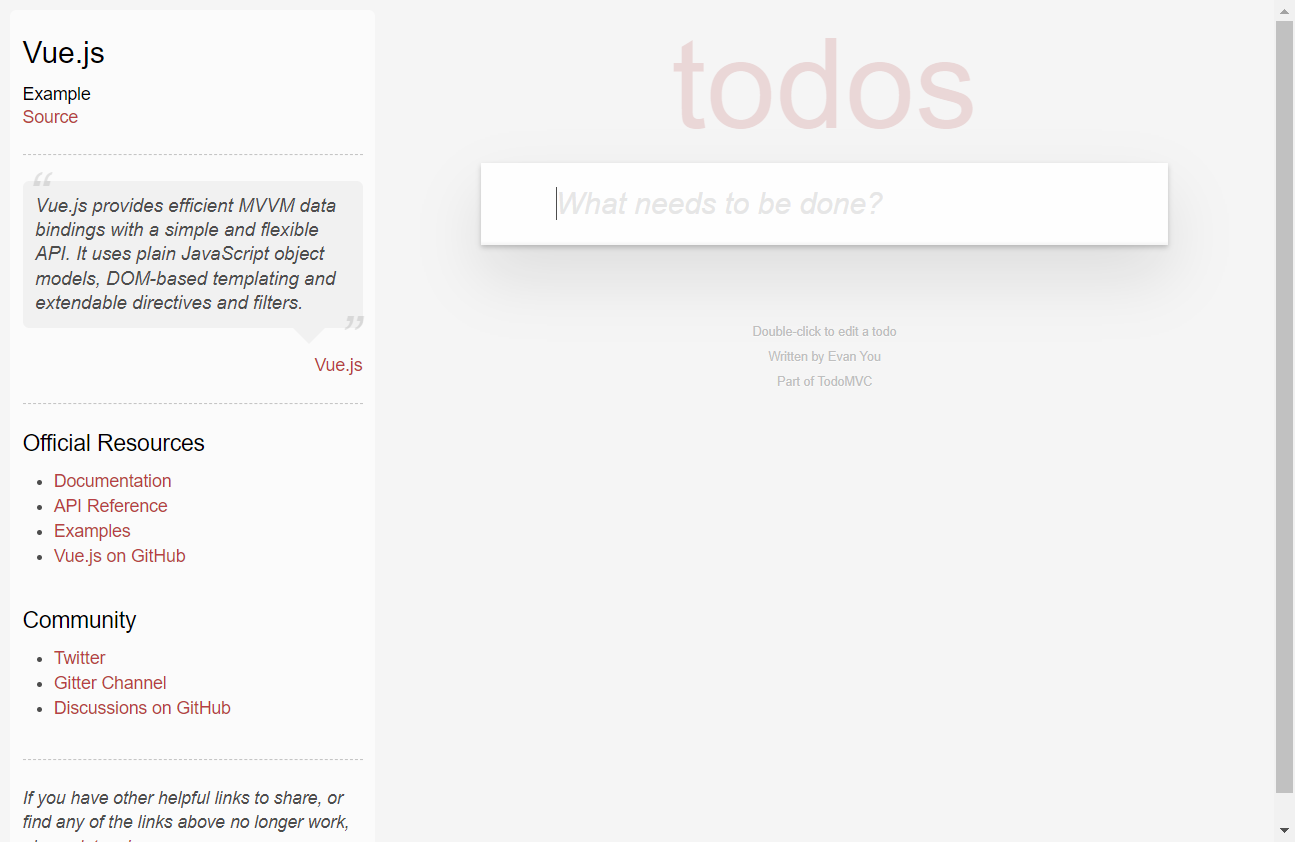 Vue.js
Example
Source
“
Vue.js provides efficient MVVM data
bindings with a simple and flexible
API. It uses plain JavaScript object
models, DOM-based templating and
extendable directives and filters.
”
Vue.js
Official Resources
Documentation
API Reference
Examples
Vue.js on GitHub
Community
Twitter
Gitter Channel
Discussions on GitHub
If you have other helpful links to share, or
find any of the links above no longer work,
todos
What needs to be done?
Double-click to edit a todo
Written by Evan You
Part of TodoMVC